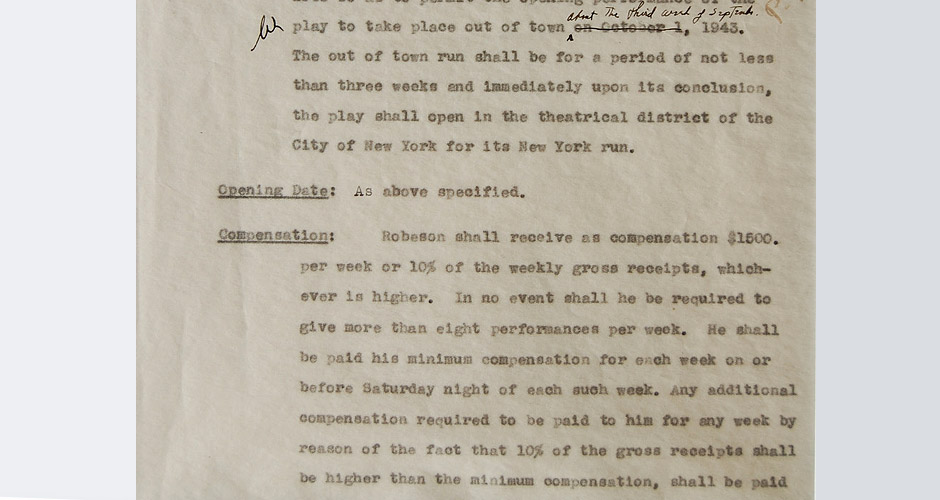 about The third week of Septemb.
play to take place out of town on October 1, 1943.
The out of town run shall be for a period of not less
than three weeks and immediately upon its conclusion,
the play shall open in the theatrical district of the
City of New York for its New York run.
Opening Date: As above specified.
Compensation: Robeson shall receive as compensation $1500.
per week or 10% of the weekly gross receipts, which-
ever is higher. In no event shall he be required to
give more than eight performances per week. He shall
be paid his minimum compensation for each week on or
before Saturday night of each such week. Any additional
compensation required to be paid to him for any week by
reason of the fact that 10% of the gross receipts shall
be higher than the minimum compensation, shall be paid